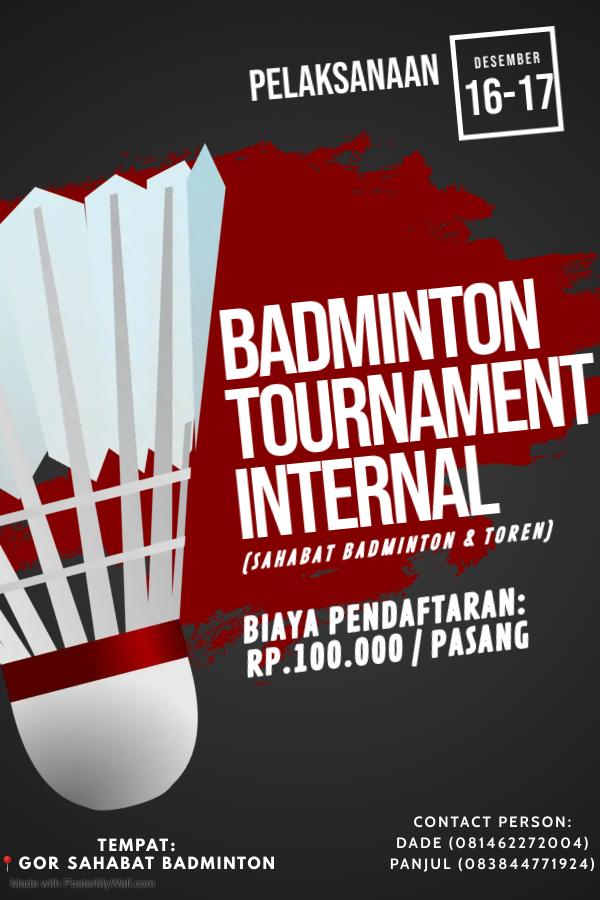 PELAKSANAAN
DESEMBER
16-17
BADMINTON
TOURNAMENT
INTERNAL
(SAHABAT BADMINTON & TOREN)
BIAYA PENDAFTARAN:
RP.100.000 / PASANG
CONTACT PERSON:
DADE (081462272004)
PANJUL (083844771924)
TEMPAT:
📍GOR SAHABAT BADMINTON
Made with PosterMyWall.com